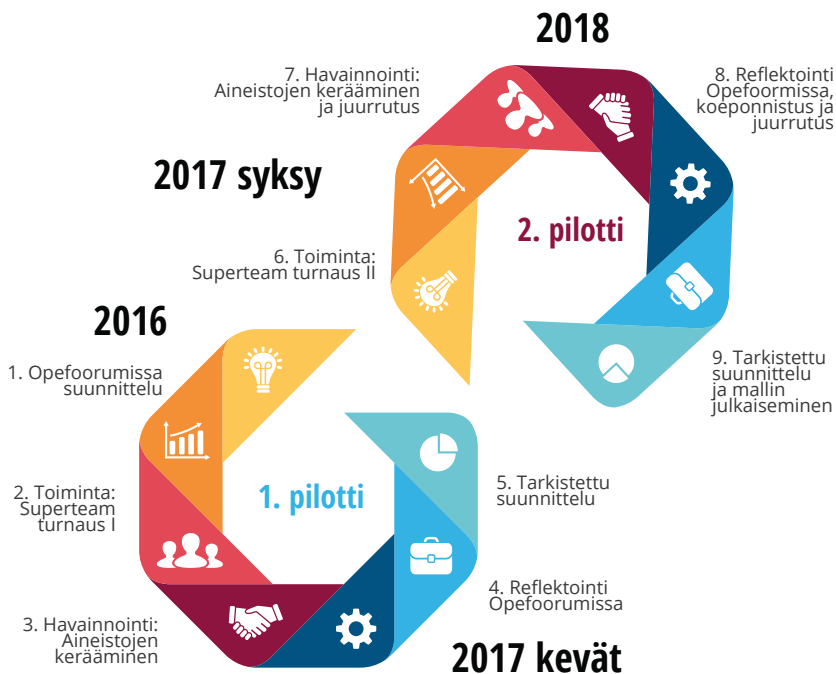 2016
1. Opefoorumissa
suunnittelu
2. Toiminta:
Superteam
turnaus I
3. Havainnointi:
Aineistojen
kerääminen
1. pilotti
2017 kevät
4. Reflektointi
Opefoorumissa
5. Tarkistettu
suunnittelu
2017 syksy
6. Toiminta:
Superteam turnaus II
7. Havainnointi:
Aineistojen kerääminen
ja juurrutus
2. pilotti
2018
8. Reflektointi
Opefoormissa,
koeponnistus ja
juurrutus
9. Tarkistettu
suunnittelu
ja mallin
julkaiseminen